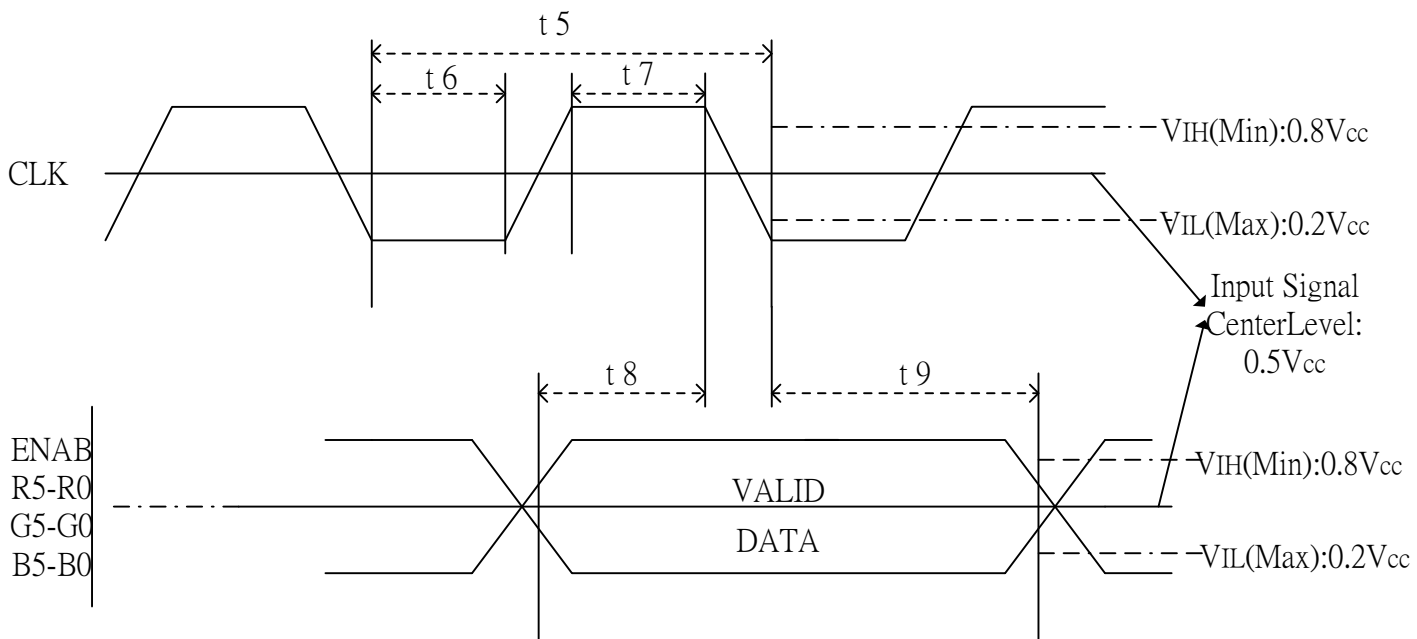 t 5
t 6
t 7
VIH(Min):0.8Vcc
CLK
VIL(Max):0.2Vcc
Input Signal
CenterLevel:
0.5Vcc
t 8
t 9
ENAB
R5-R0
G5-G0
B5-B0
VALID
DATA
VIH(Min):0.8Vcc
VIL(Max):0.2Vcc